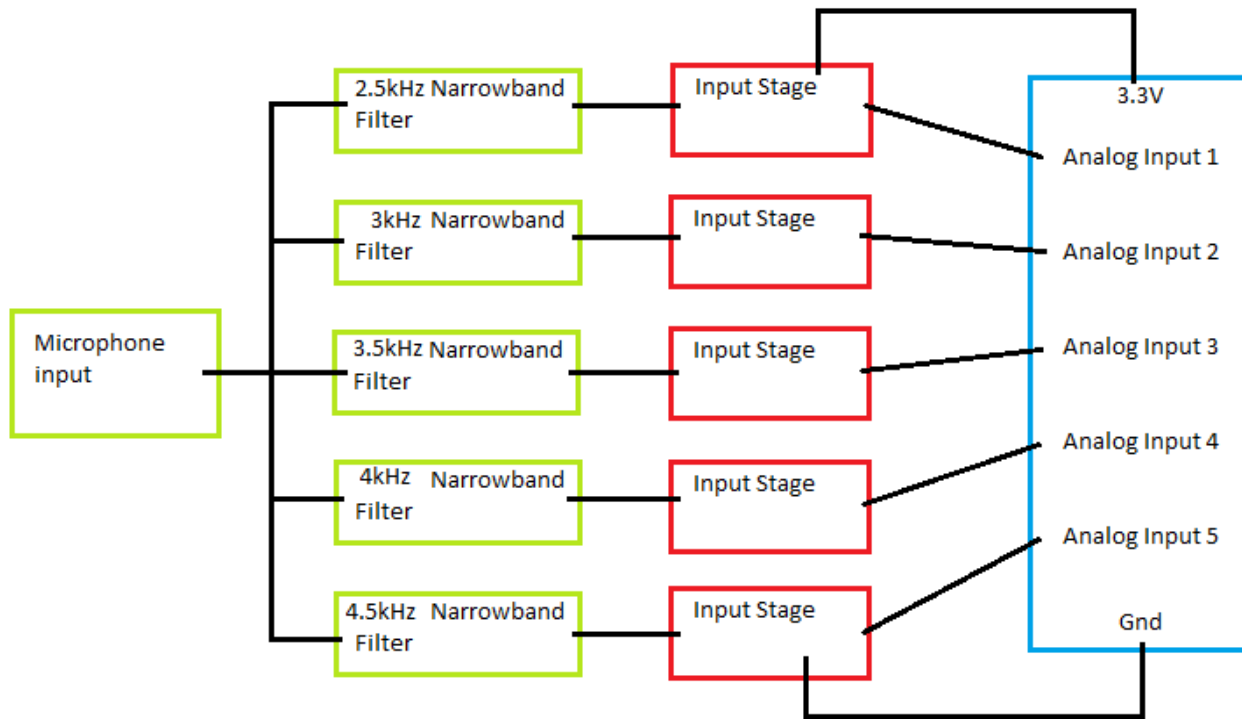 Microphone
input
2.5kHz Narrowband
Filter
3kHz Narrowband
Filter
3.5kHz Narrowband
Filter
4kHz Narrowband
Filter
4.5kHz Narrowband
Filter
Input Stage
Input Stage
Input Stage
Input Stage
Input Stage
3.3V
Analog Input 1
Analog Input 2
Analog Input 3
Analog Input 4
Analog Input 5
Gnd